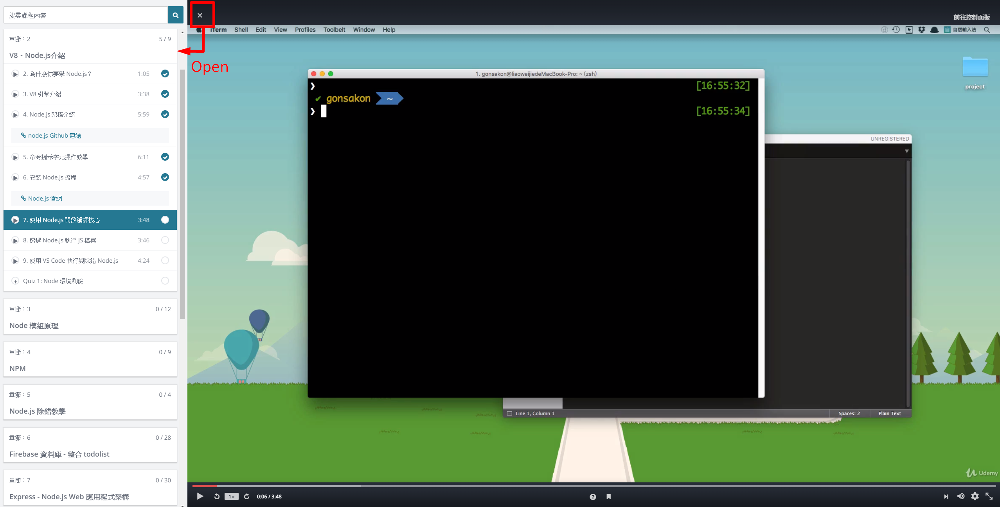 搜尋課程內容
章節：2
5 / 9
V8、Node.js介紹
2. 為什麼你要學 Node.js？
1:05
3. V8 引擎介紹
3:38
4. Node.js 架構介紹
5:59
node.js Github 連結
5. 命令提示字元操作教學
6:11
6. 安裝 Node.js 流程
4:57
Node.js 官網
7. 使用 Node.js 開啟編譯核心
3:48
8. 透過 Node.js 執行 JS 檔案
3:46
9. 使用 VS Code 執行與除錯 Node.js
4:24
Quiz 1: Node 環境測驗
章節：3
0 / 12
Node 模組原理
章節：4
0 / 9
NPM
章節：5
0 / 4
Node.js 除錯教學
章節：6
0 / 28
Firebase 資料庫 - 整合 todolist
章節：7
0 / 30
Express - Node.js Web 應用程式架構
前往控制面板
iTerm Shell Edit View Profiles Toolbelt Window Help
自然輸入法
Open
project
1. gonsakon@liaoweijiedeMacBook-Pro: ~ (zsh)
❯ [16:55:32]
✔ gonsakon ~
❯ [16:55:34]
UNREGISTERED
Line 1, Column 1
Spaces: 2
Plain Text
Udemy
1×
0:06 / 3:48